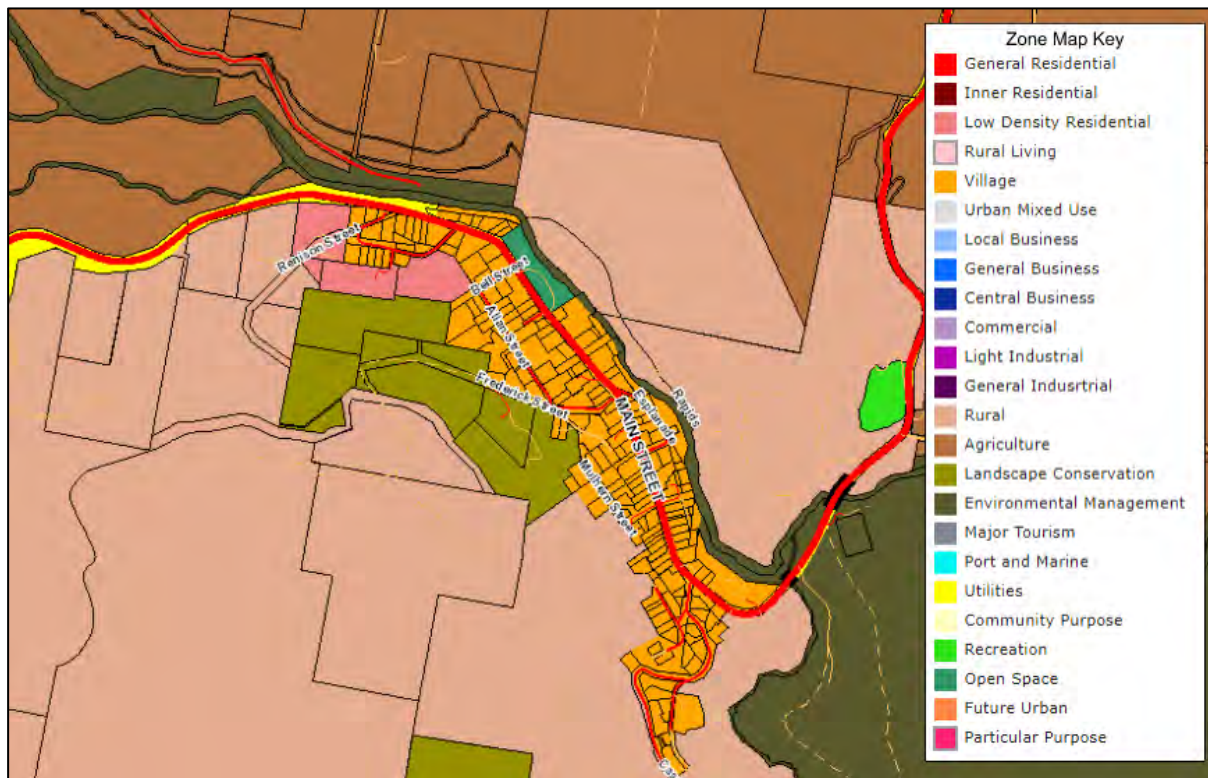 Zone Map Key
General Residential
Inner Residential
Low Density Residential
Rural Living
Village
Urban Mixed Use
Local Business
General Business
Central Business
Commercial
Light Industrial
General Indusrtrial
Rural
Agriculture
Landscape Conservation
Environmental Management
Major Tourism
Port and Marine
Utilities
Community Purpose
Recreation
Open Space
Future Urban
Particular Purpose
Renison Street
Bell Street
Allan Street
Frederick Street
Esplanade
Rapids
MAIN STREET
Mulhern Street